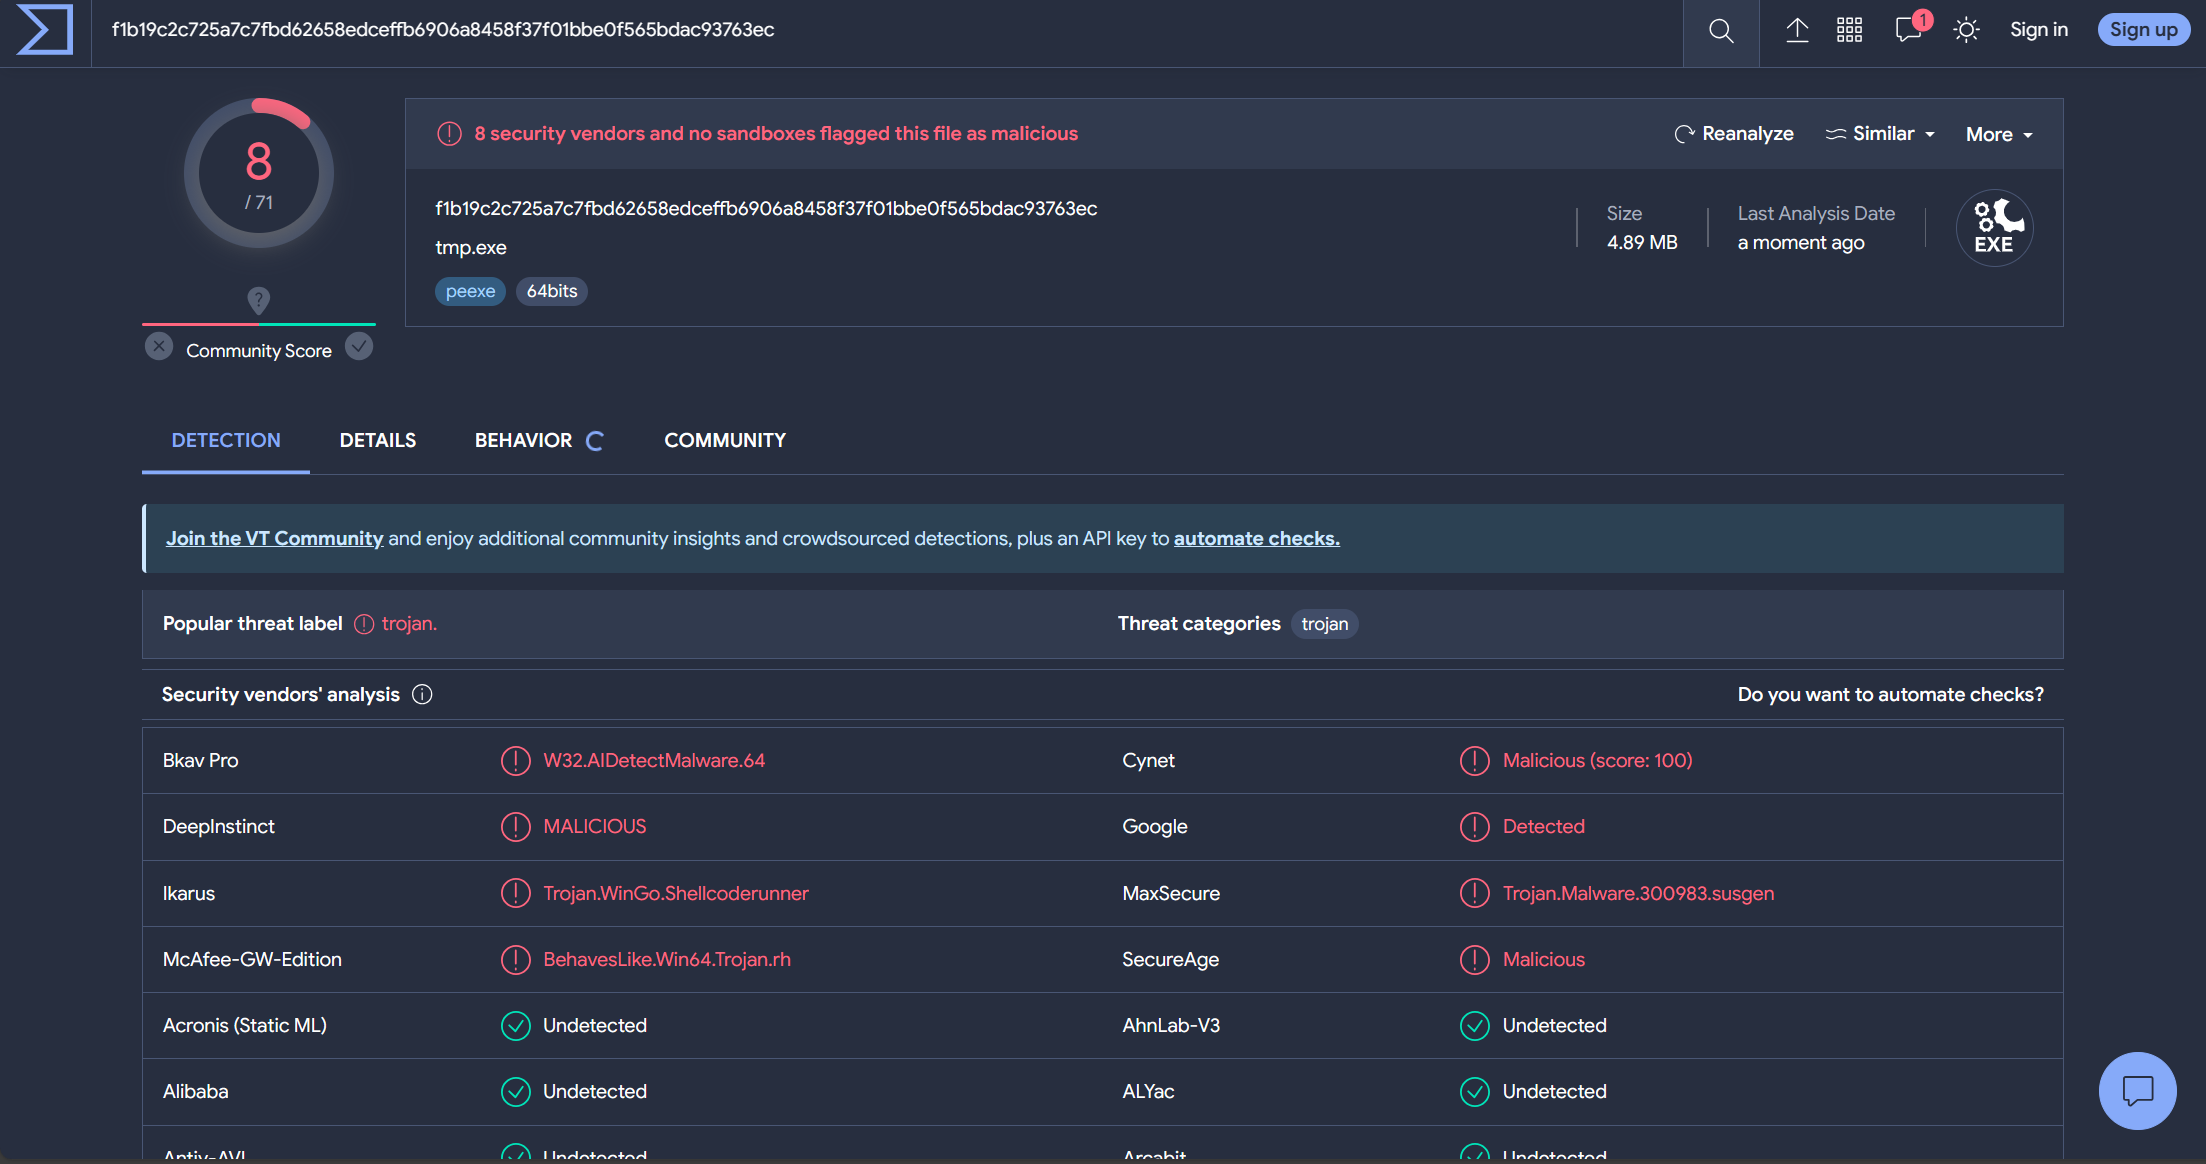 f1b19c2c725a7c7fbd62658edceffb6906a8458f37f01bbe0f565bdac93763ec
1
Sign in
Sign up
8
/ 71
Community Score
8 security vendors and no sandboxes flagged this file as malicious
Reanalyze
Similar
More
f1b19c2c725a7c7fbd62658edceffb6906a8458f37f01bbe0f565bdac93763ec
tmp.exe
peexe
64bits
Size
4.89 MB
Last Analysis Date
a moment ago
EXE
DETECTION
DETAILS
BEHAVIOR
COMMUNITY
Join the VT Community and enjoy additional community insights and crowdsourced detections, plus an API key to automate checks.
Popular threat label
trojan.
Threat categories
trojan
Security vendors' analysis
Do you want to automate checks?
Bkav Pro
W32.AIDetectMalware.64
Cynet
Malicious (score: 100)
DeepInstinct
MALICIOUS
Google
Detected
Ikarus
Trojan.WinGo.Shellcoderunner
MaxSecure
Trojan.Malware.300983.susgen
McAfee-GW-Edition
BehavesLike.Win64.Trojan.rh
SecureAge
Malicious
Acronis (Static ML)
Undetected
AhnLab-V3
Undetected
Alibaba
Undetected
ALYac
Undetected
Antiy-AVL
Undetected
Arcabit
Undetected